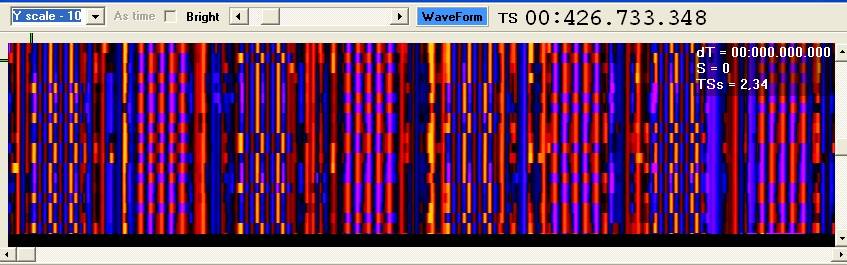 Y scale - 10 As time Bright WaveForm TS 00:426.733.348
dT = 00:000.000.000
S = 0
TSs = 2,34